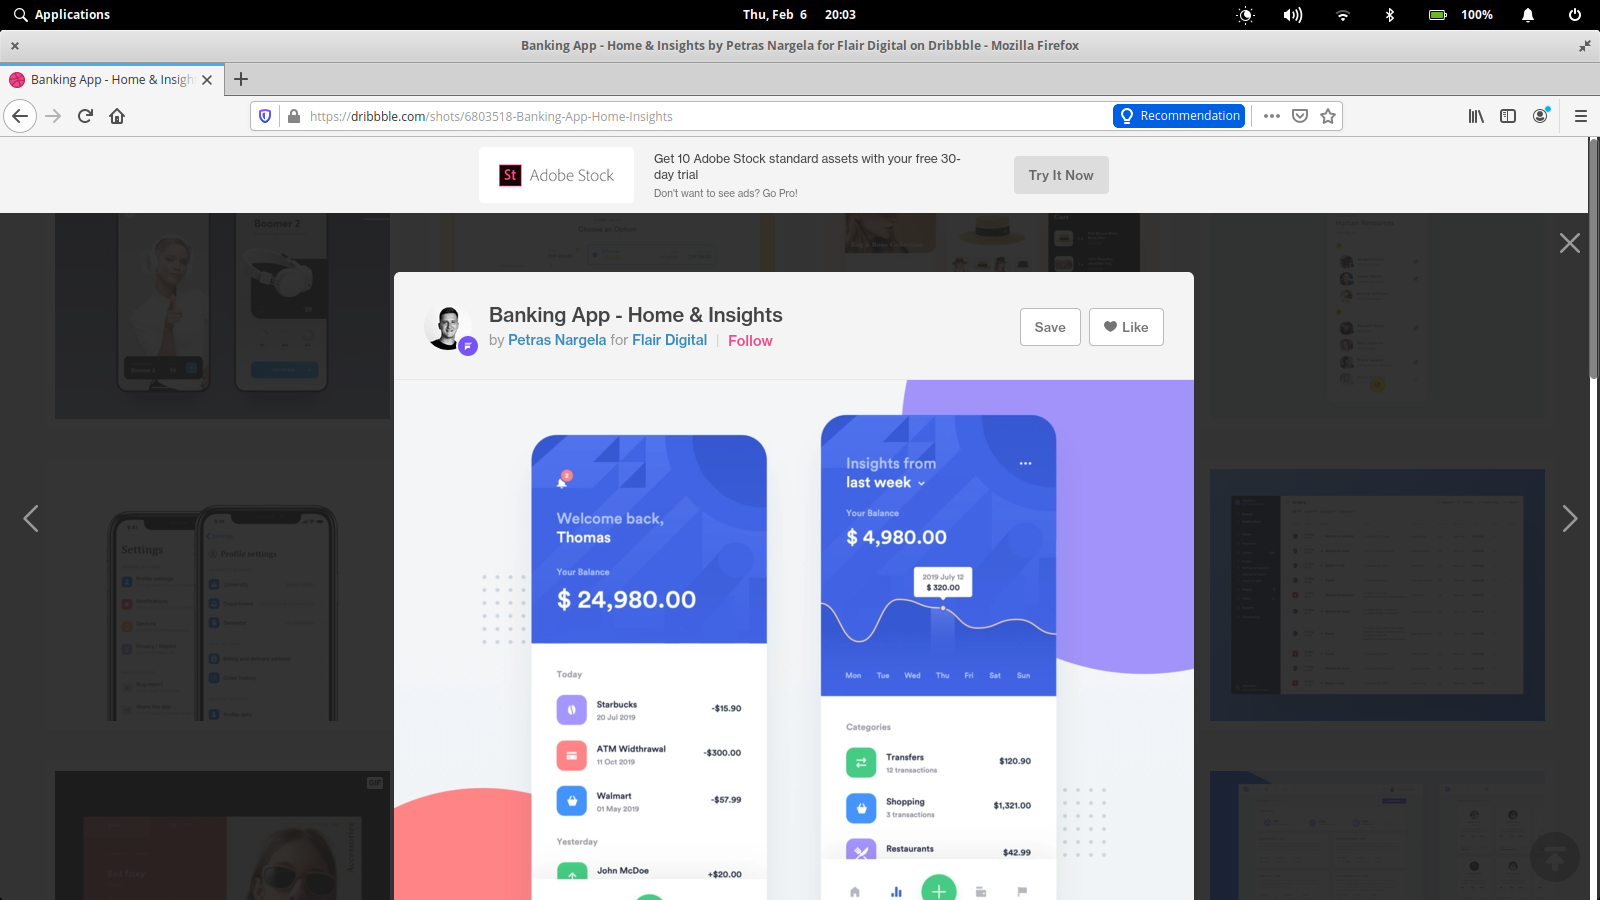 Applications
Thu, Feb 6 20:03
100%
Banking App - Home & Insights by Petras Nargela for Flair Digital on Dribbble - Mozilla Firefox
Banking App - Home & Insigh
https://dribbble.com/shots/6803518-Banking-App-Home-Insights
Recommendation
St Adobe Stock
Get 10 Adobe Stock standard assets with your free 30-
day trial
Don't want to see ads? Go Pro!
Try It Now
Boomer 2
Choose an Option
Banking App - Home & Insights
by Petras Nargela for Flair Digital | Follow
Save
Like
Welcome back,
Thomas
Your Balance
$ 24,980.00
Today
Starbucks
20 Jul 2019
-$15.90
ATM Widthrawal
11 Oct 2019
-$300.00
Walmart
01 May 2019
-$57.99
Yesterday
John McDoe
+$20.00
Insights from
last week
Your Balance
$ 4,980.00
2019 July 12
$ 320.00
Mon Tue Wed Thu Fri Sat Sun
Categories
Transfers
12 transactions
$120.90
Shopping
3 transactions
$1,321.00
Restaurants
$42.99
Settings
Profile settings
GIF